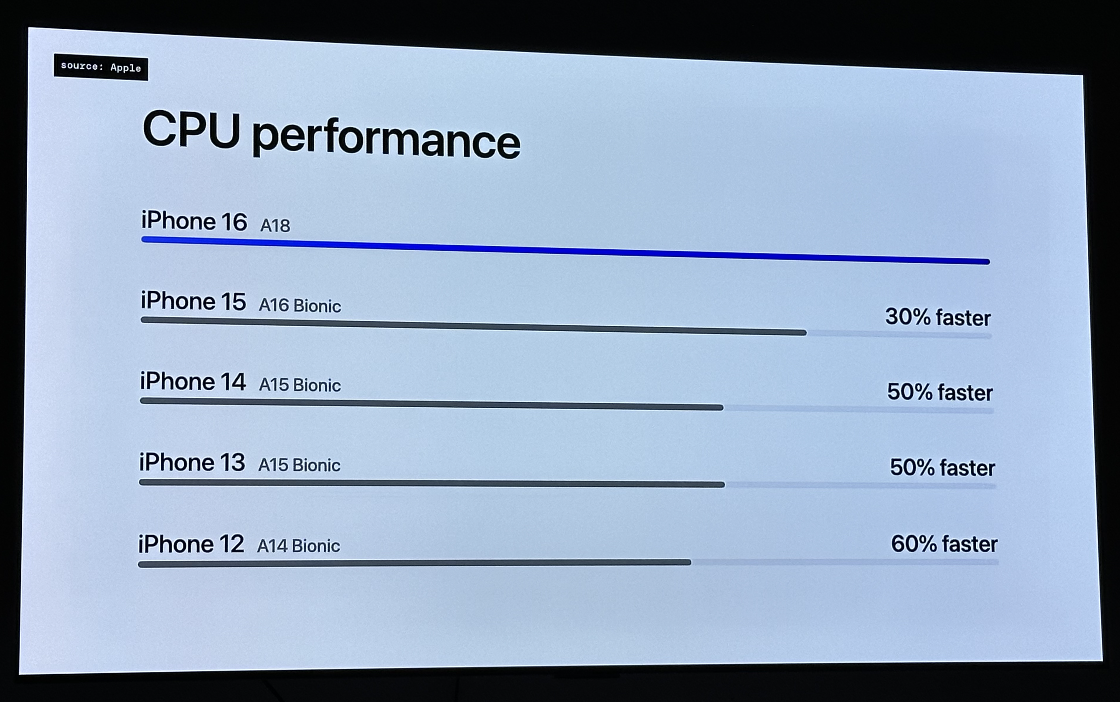 source: Apple
CPU performance
iPhone 16 A18
iPhone 15 A16 Bionic
30% faster
iPhone 14 A15 Bionic
50% faster
iPhone 13 A15 Bionic
50% faster
iPhone 12 A14 Bionic
60% faster